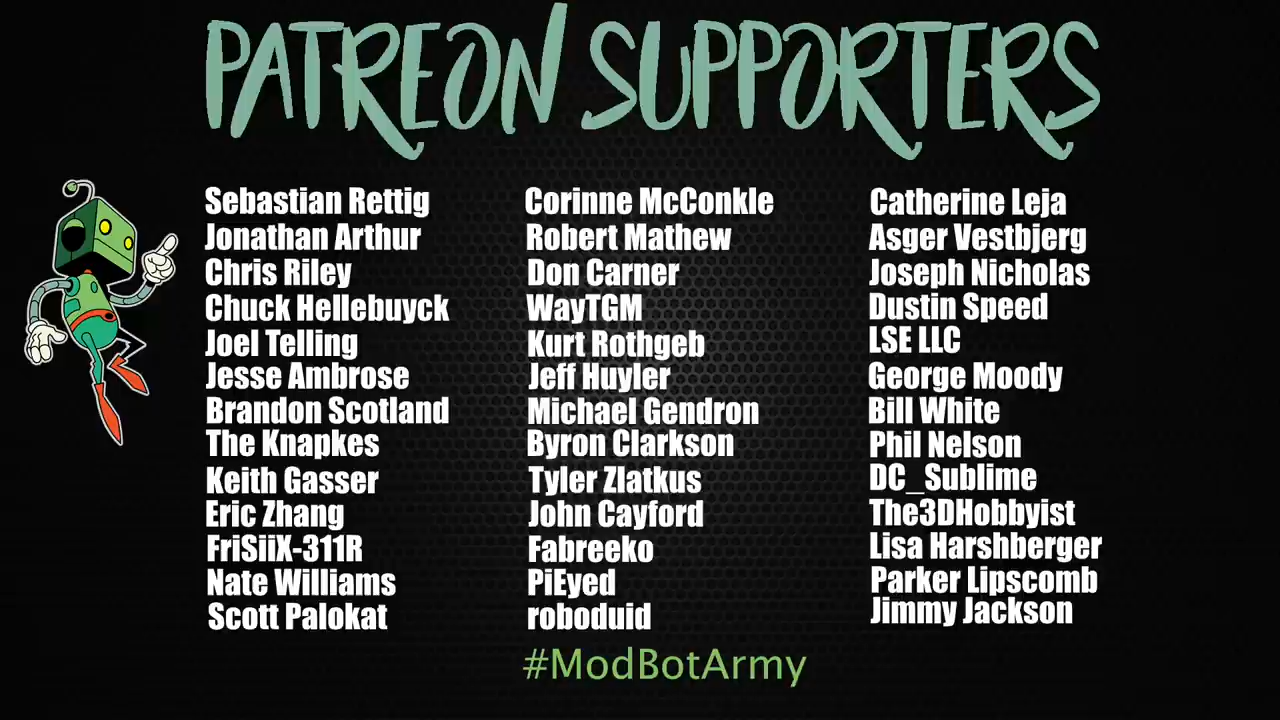 PATREON SUPPORTERS
Sebastian Rettig
Jonathan Arthur
Chris Riley
Chuck Hellebuyck
Joel Telling
Jesse Ambrose
Brandon Scotland
The Knapkes
Keith Gasser
Eric Zhang
FriSiiX-311R
Nate Williams
Scott Palokat
Corinne McConkle
Robert Mathew
Don Carner
WayTGM
Kurt Rothgeb
Jeff Huyler
Michael Gendron
Byron Clarkson
Tyler Zlatkus
John Cayford
Fabreeko
PiEyed
roboduid
Catherine Leja
Asger Vestbjerg
Joseph Nicholas
Dustin Speed
LSE LLC
George Moody
Bill White
Phil Nelson
DC_Sublime
The3DHobbyist
Lisa Harshberger
Parker Lipscomb
Jimmy Jackson
#ModBotArmy